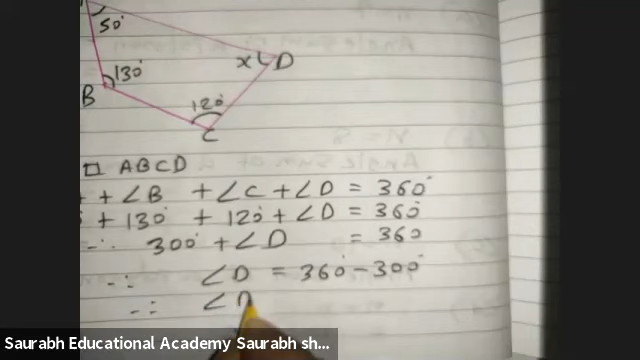 50°
x D
130°
B
120°
C
□ ABCD
+ ∠B + ∠C + ∠D = 360°
+ 130° + 120° + ∠D = 360°
∴ 300° + ∠D = 360
∴ ∠D = 360° - 300°
∴ ∠D
Saurabh Educational Academy Saurabh sh...